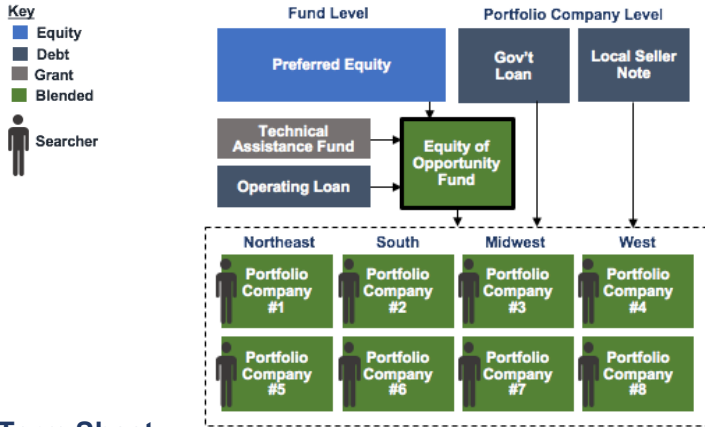 Key
Equity
Debt
Grant
Blended
Searcher
Fund Level
Portfolio Company Level
Preferred Equity
Gov't
Loan
Local Seller
Note
Technical
Assistance Fund
Operating Loan
Equity of
Opportunity
Fund
Northeast
South
Midwest
West
Portfolio
Company
#1
Portfolio
Company
#2
Portfolio
Company
#3
Portfolio
Company
#4
Portfolio
Company
#5
Portfolio
Company
#6
Portfolio
Company
#7
Portfolio
Company
#8